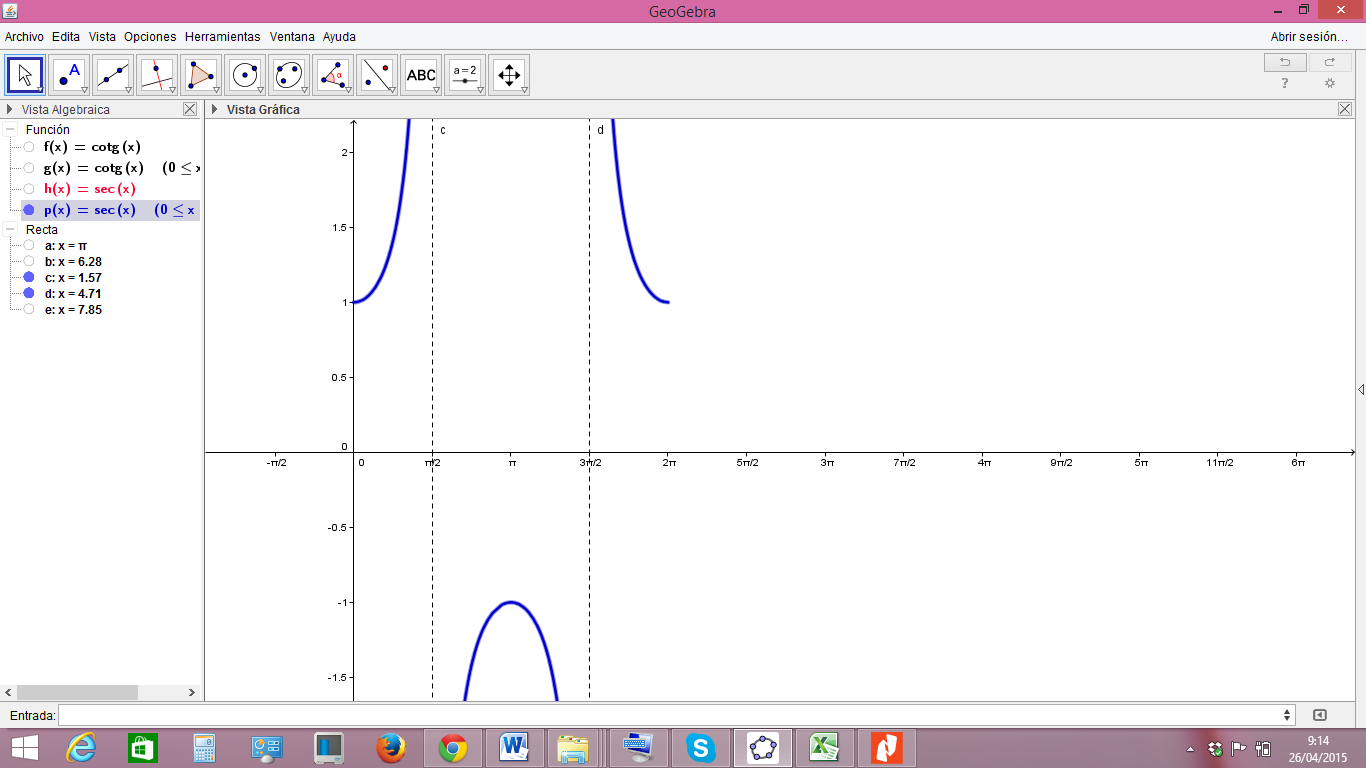 GeoGebra
Archivo Edita Vista Opciones Herramientas Ventana Ayuda Abrir sesión...
A α ABC a=2
?
Vista Algebraica
Vista Gráfica
Función
f(x) = cotg(x)
g(x) = cotg(x) (0 ≤ x
h(x) = sec(x)
p(x) = sec(x) (0 ≤ x
Recta
a: x = π
b: x = 6.28
c: x = 1.57
d: x = 4.71
e: x = 7.85
c d
2
1.5
1
0.5
0
-π/2 0 π/2 π 3π/2 2π 5π/2 3π 7π/2 4π 9π/2 5π 11π/2 6π
-0.5
-1
-1.5
Entrada:
9:14
26/04/2015